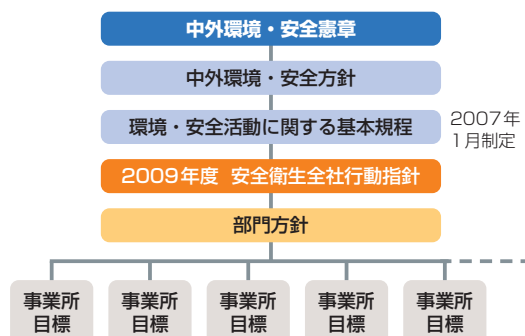 中外環境・安全憲章
中外環境・安全方針
環境・安全活動に関する基本規程
2007年
1月制定
2009年度 安全衛生全社行動指針
部門方針
事業所
目標
事業所
目標
事業所
目標
事業所
目標
事業所
目標